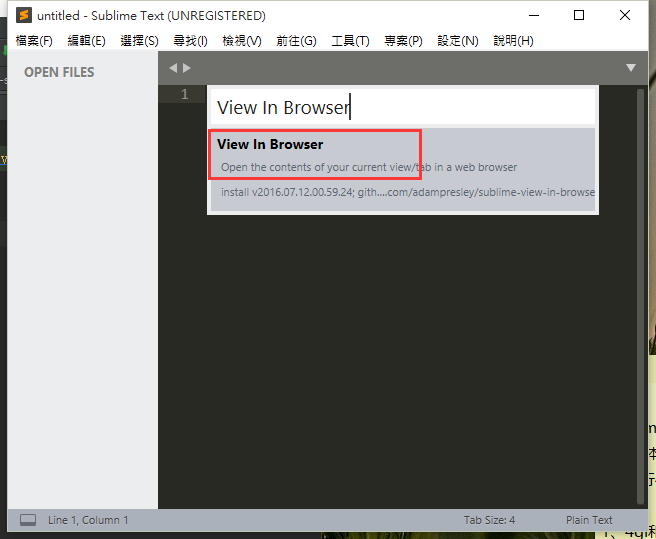 untitled - Sublime Text (UNREGISTERED)
檔案(F) 編輯(E) 選擇(S) 尋找(I) 檢視(V) 前往(G) 工具(T) 專案(P) 設定(N) 說明(H)
OPEN FILES
1
View In Browser
View In Browser
Open the contents of your current view/tab in a web browser
install v2016.07.12.00.59.24; gith....com/adampresley/sublime-view-in-browse
Line 1, Column 1 Tab Size: 4 Plain Text